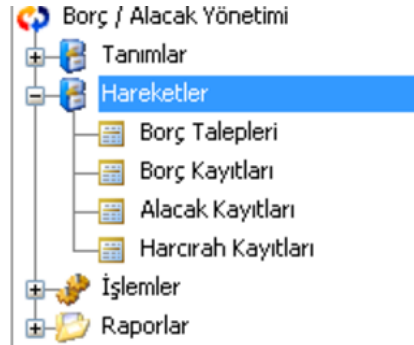 Borç / Alacak Yönetimi
Tanımlar
Hareketler
Borç Talepleri
Borç Kayıtları
Alacak Kayıtları
Harcırah Kayıtları
İşlemler
Raporlar